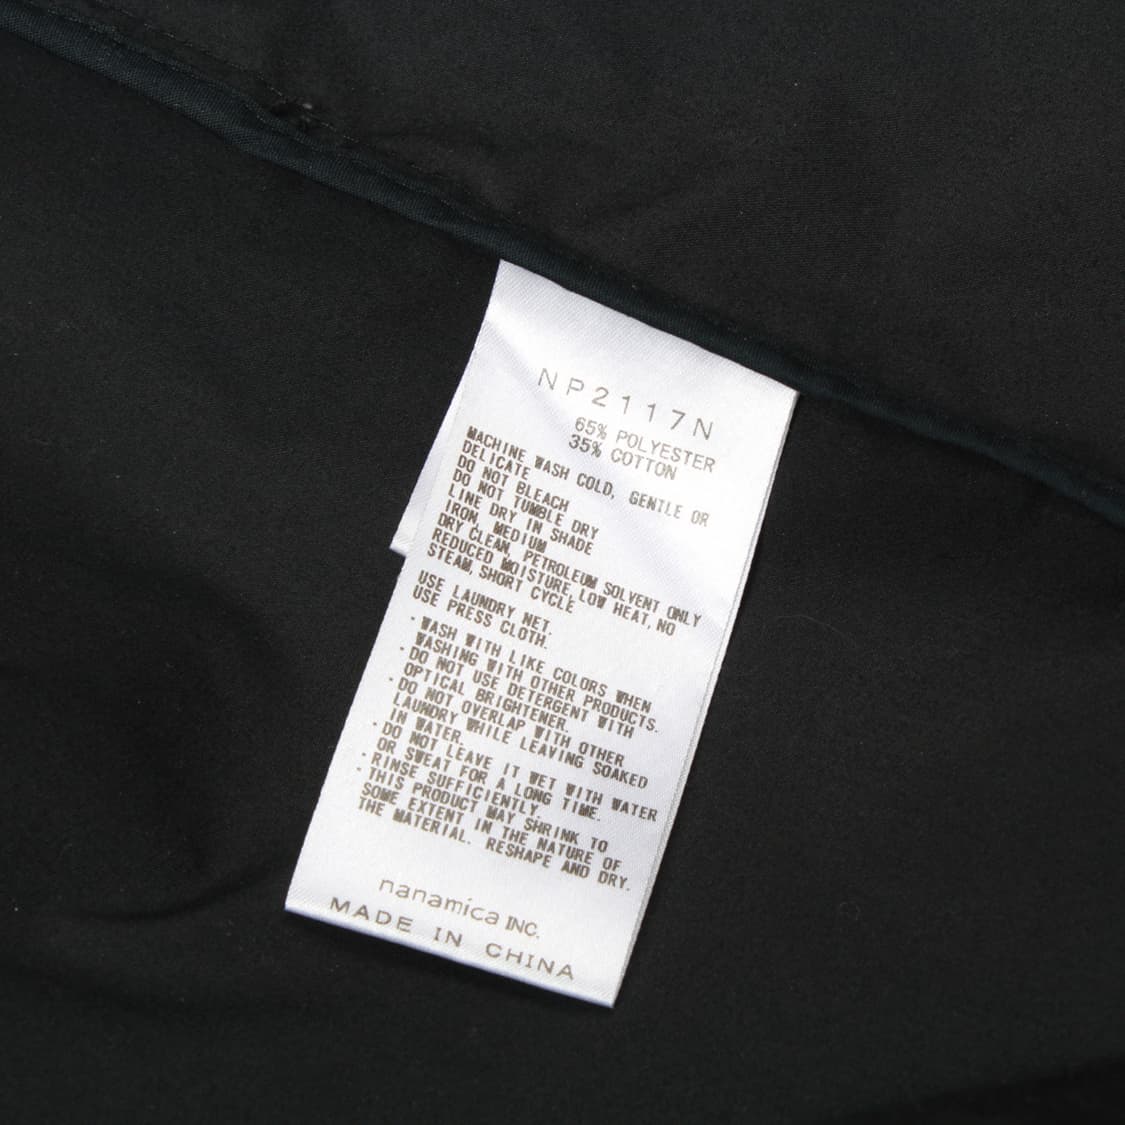 NP2117N
65% POLYESTER
35% COTTON
MACHINE WASH COLD, GENTLE OR
DELICATE
DO NOT BLEACH
DO NOT TUMBLE DRY
LINE DRY IN SHADE
IRON, MEDIUM
DRY CLEAN, PETROLEUM SOLVENT ONLY
REDUCED MOISTURE, LOW HEAT, NO
STEAM, SHORT CYCLE
USE LAUNDRY NET.
USE PRESS CLOTH.
・WASH WITH LIKE COLORS WHEN
WASHING WITH OTHER PRODUCTS.
・DO NOT USE DETERGENT WITH
OPTICAL BRIGHTENER.
・DO NOT OVERLAP WITH OTHER
LAUNDRY WHILE LEAVING SOAKED
IN WATER.
・DO NOT LEAVE IT WET WITH WATER
OR SWEAT FOR A LONG TIME.
・RINSE SUFFICIENTLY.
・THIS PRODUCT MAY SHRINK TO
SOME EXTENT IN THE NATURE OF
THE MATERIAL. RESHAPE AND DRY.
nanamica INC.
MADE IN CHINA